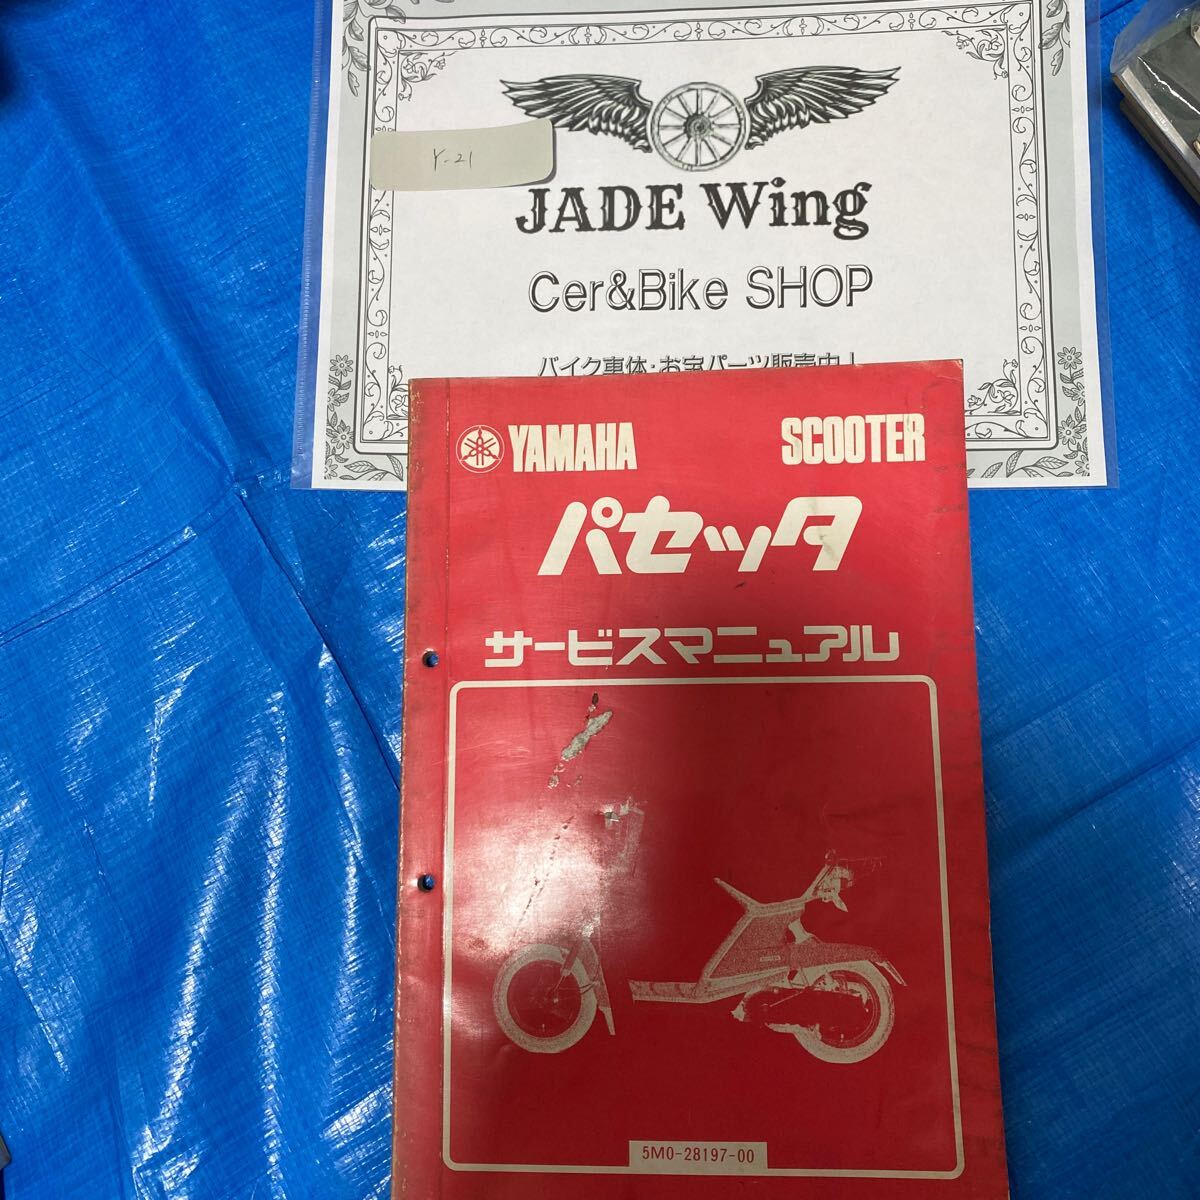 Y-21
JADE Wing
Cer&Bike SHOP
バイク車体・お宝パーツ販売中！
YAMAHA SCOOTER
パセッタ
サービスマニュアル
5M0-28197-00